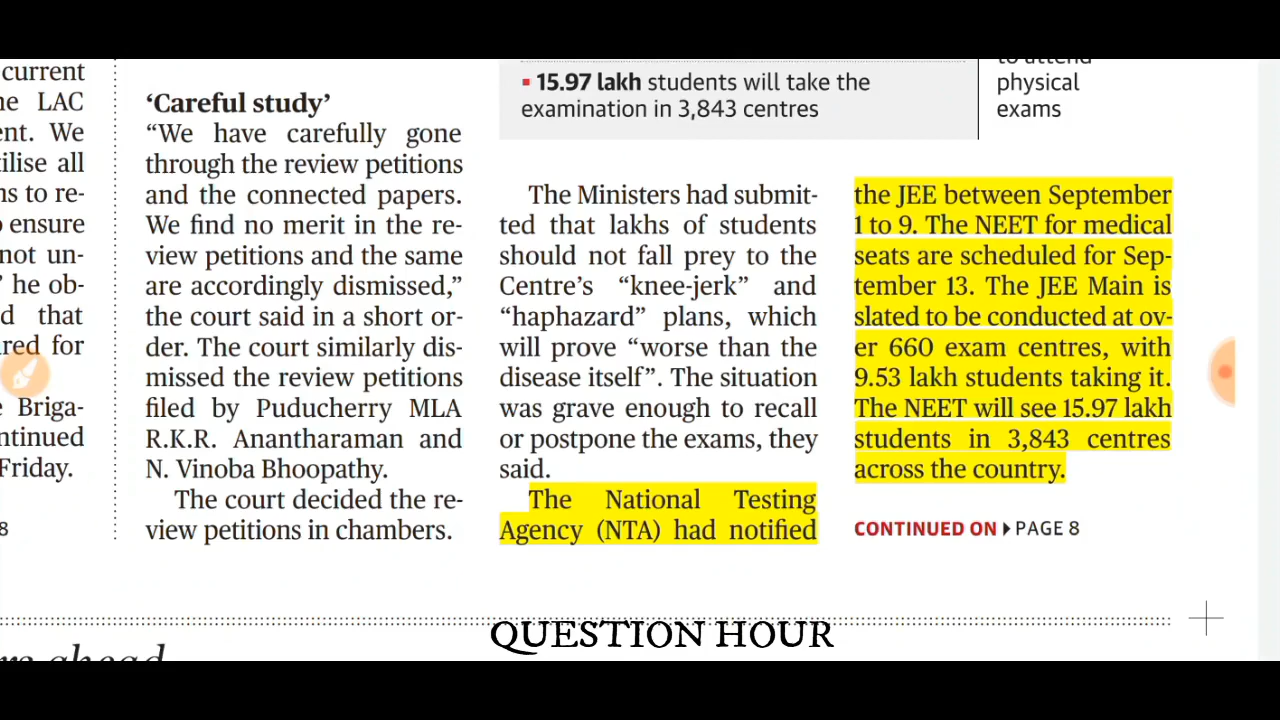 current
ne LAC
ent. We
tilise all
ns to re-
o ensure
not un-
he ob-
d that
red for
e Briga-
ntinued
Friday.
8
‘Careful study’
“We have carefully gone
through the review petitions
and the connected papers.
We find no merit in the re-
view petitions and the same
are accordingly dismissed,”
the court said in a short or-
der. The court similarly dis-
missed the review petitions
filed by Puducherry MLA
R.K.R. Anantharaman and
N. Vinoba Bhoopathy.
The court decided the re-
view petitions in chambers.
15.97 lakh students will take the
examination in 3,843 centres
to attend
physical
exams
The Ministers had submit-
ted that lakhs of students
should not fall prey to the
Centre’s “knee-jerk” and
“haphazard” plans, which
will prove “worse than the
disease itself”. The situation
was grave enough to recall
or postpone the exams, they
said.
The National Testing
Agency (NTA) had notified
the JEE between September
1 to 9. The NEET for medical
seats are scheduled for Sep-
tember 13. The JEE Main is
slated to be conducted at ov-
er 660 exam centres, with
9.53 lakh students taking it.
The NEET will see 15.97 lakh
students in 3,843 centres
across the country.
CONTINUED ON PAGE 8
QUESTION HOUR
ahead